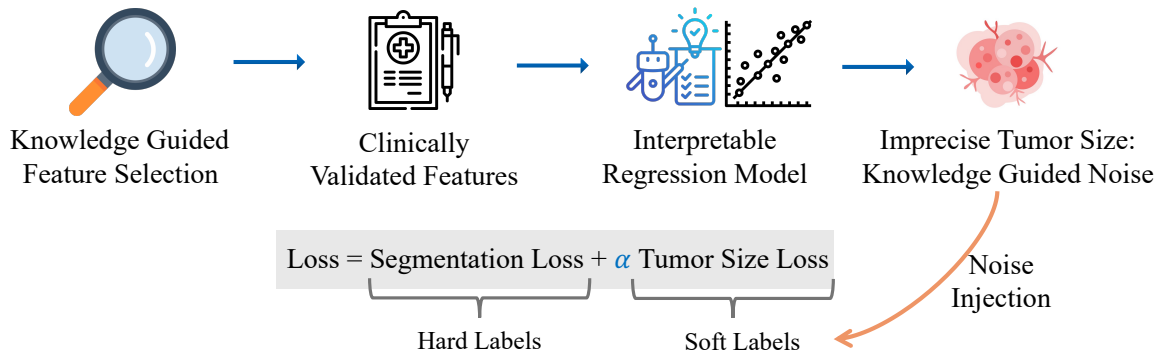 Knowledge Guided
Feature Selection
Clinically
Validated Features
Interpretable
Regression Model
Imprecise Tumor Size:
Knowledge Guided Noise
Loss = Segmentation Loss + α Tumor Size Loss
Noise
Injection
Hard Labels
Soft Labels